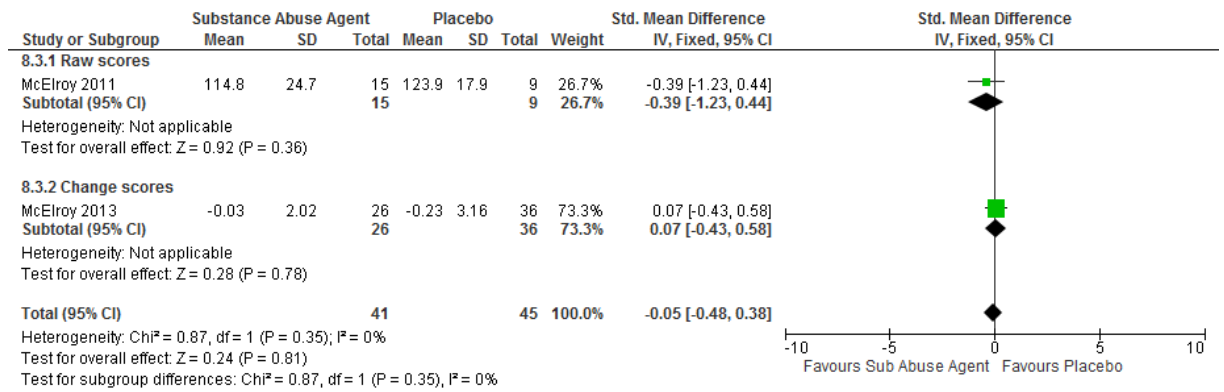 Substance Abuse Agent Placebo Std. Mean Difference Std. Mean Difference
Study or Subgroup Mean SD Total Mean SD Total Weight IV, Fixed, 95% CI IV, Fixed, 95% CI
8.3.1 Raw scores
McElroy 2011 114.8 24.7 15 123.9 17.9 9 26.7% -0.39 [-1.23, 0.44]
Subtotal (95% CI) 15 9 26.7% -0.39 [-1.23, 0.44]
Heterogeneity: Not applicable
Test for overall effect: Z = 0.92 (P = 0.36)
8.3.2 Change scores
McElroy 2013 -0.03 2.02 26 -0.23 3.16 36 73.3% 0.07 [-0.43, 0.58]
Subtotal (95% CI) 26 36 73.3% 0.07 [-0.43, 0.58]
Heterogeneity: Not applicable
Test for overall effect: Z = 0.28 (P = 0.78)
Total (95% CI) 41 45 100.0% -0.05 [-0.48, 0.38]
Heterogeneity: Chi² = 0.87, df = 1 (P = 0.35); I² = 0%
Test for overall effect: Z = 0.24 (P = 0.81)
Test for subgroup differences: Chi² = 0.87, df = 1 (P = 0.35), I² = 0%
-10 -5 0 5 10
Favours Sub Abuse Agent Favours Placebo